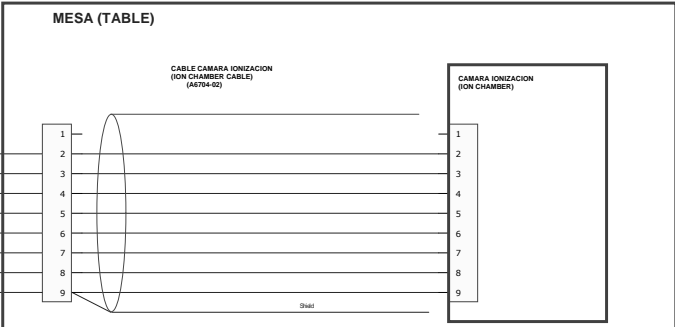 MESA (TABLE)
CABLE CAMARA IONIZACION
(ION CHAMBER CABLE)
(A6704-02)
CAMARA IONIZACION
(ION CHAMBER)
1 1
2 2
3 3
4 4
5 5
6 6
7 7
8 8
9 9
Shield